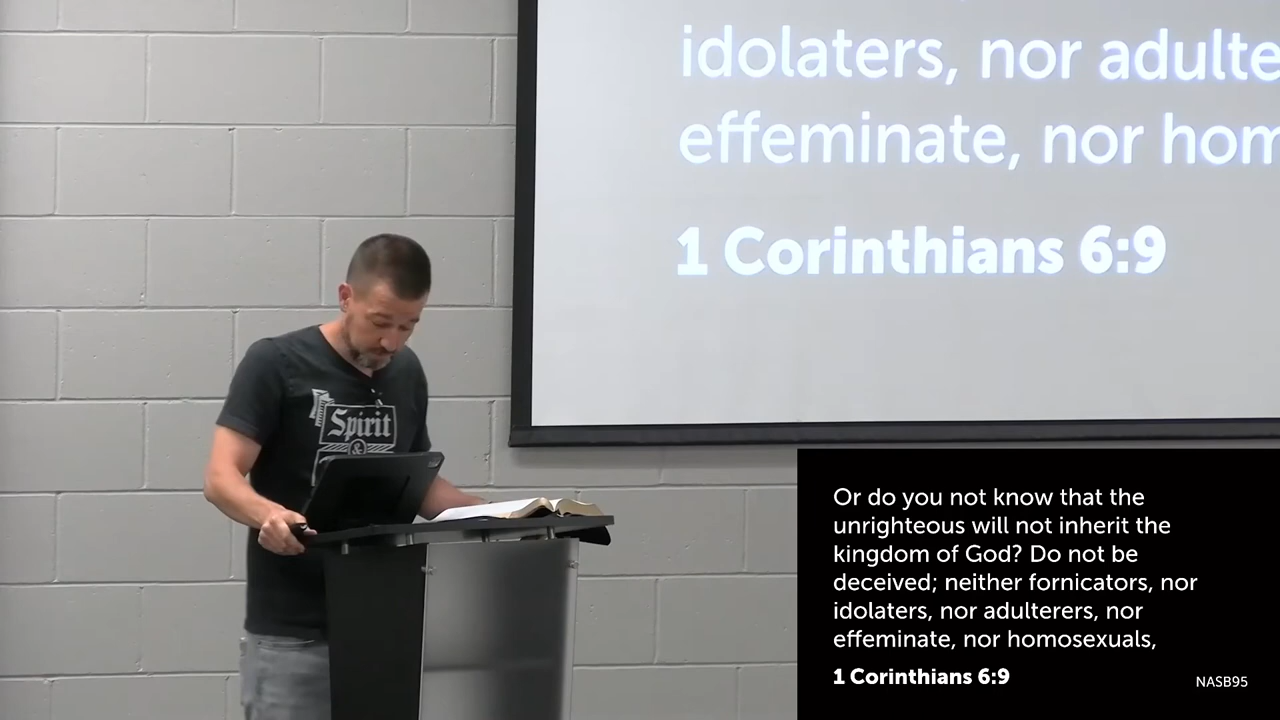 idolaters, nor adulte
effeminate, nor hom
1 Corinthians 6:9
Spirit
&
Or do you not know that the
unrighteous will not inherit the
kingdom of God? Do not be
deceived; neither fornicators, nor
idolaters, nor adulterers, nor
effeminate, nor homosexuals,
1 Corinthians 6:9
NASB95